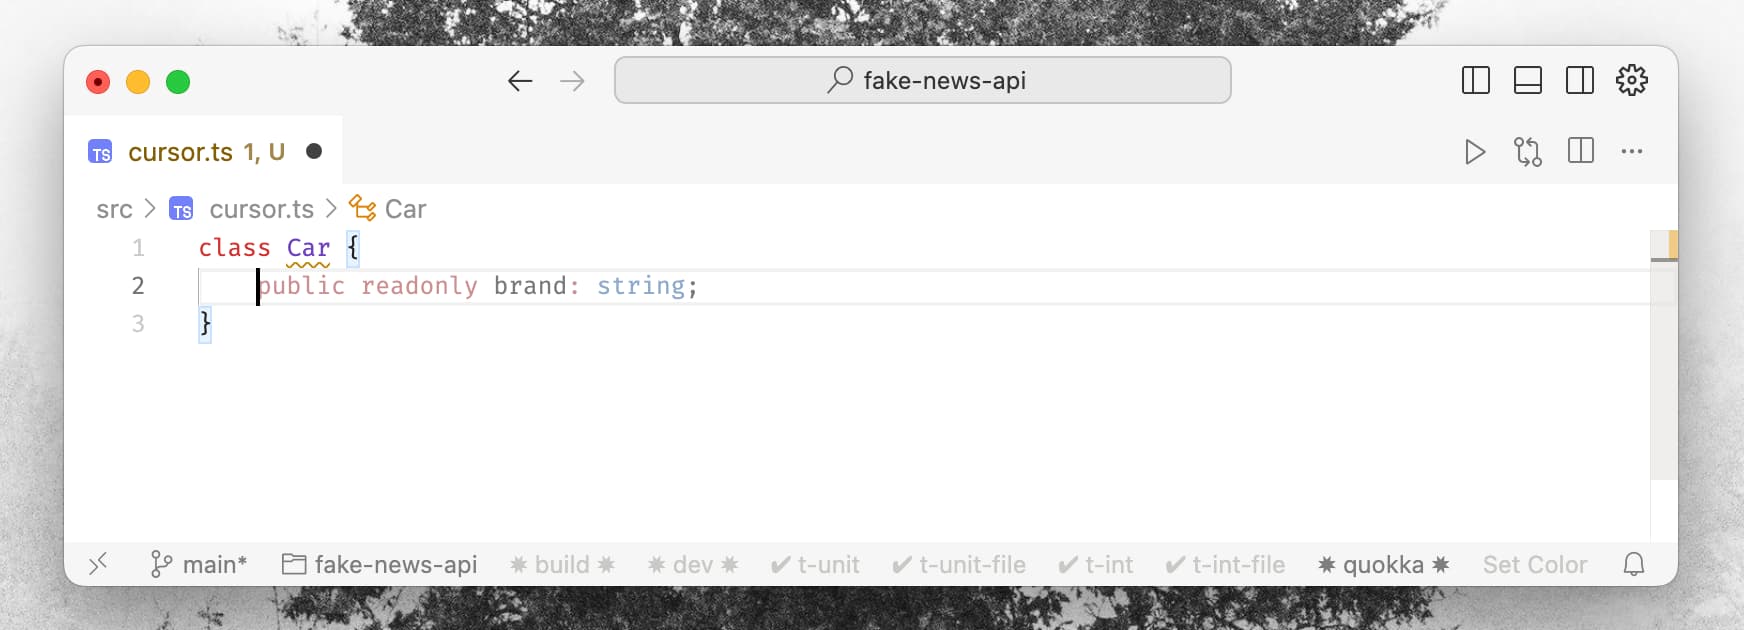 fake-news-api
TS cursor.ts 1, U
src > TS cursor.ts > Car
1 class Car {
2     public readonly brand: string;
3 }
main* fake-news-api ✷ build ✷ ✷ dev ✷ ✔ t-unit ✔ t-unit-file ✔ t-int ✔ t-int-file ✷ quokka ✷ Set Color